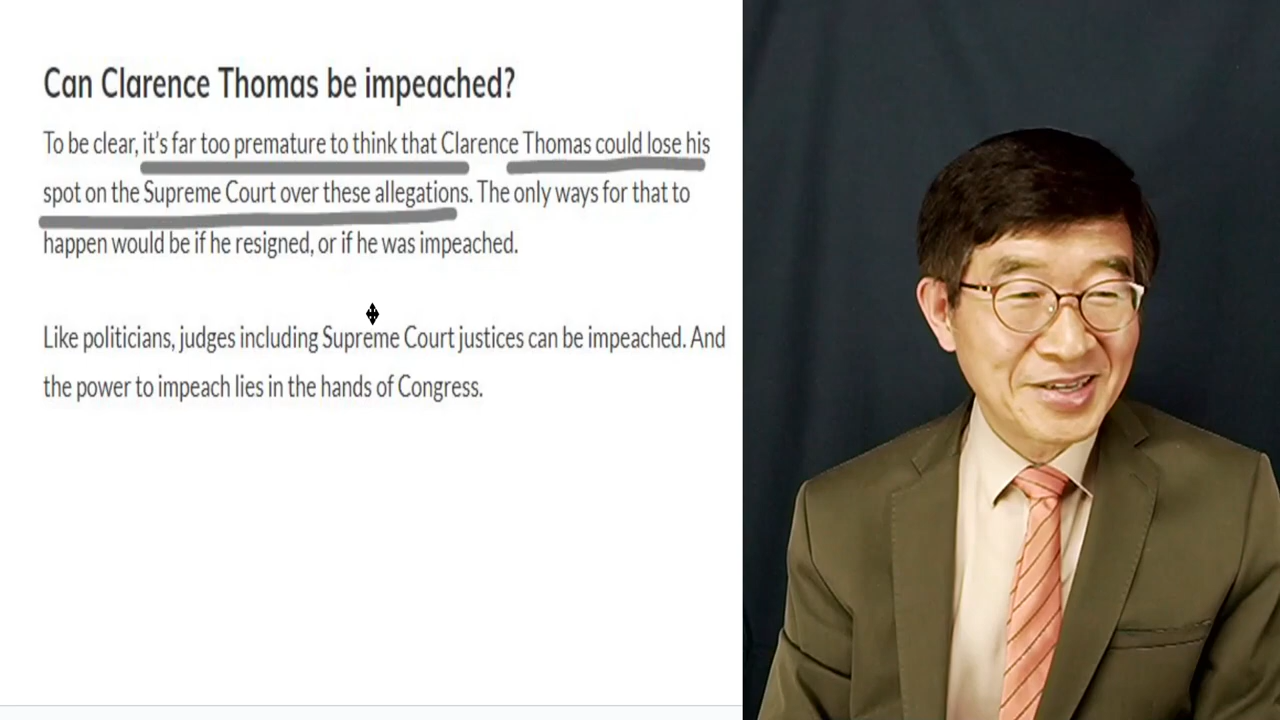 Can Clarence Thomas be impeached?
To be clear, it's far too premature to think that Clarence Thomas could lose his
spot on the Supreme Court over these allegations. The only ways for that to
happen would be if he resigned, or if he was impeached.
Like politicians, judges including Supreme Court justices can be impeached. And
the power to impeach lies in the hands of Congress.